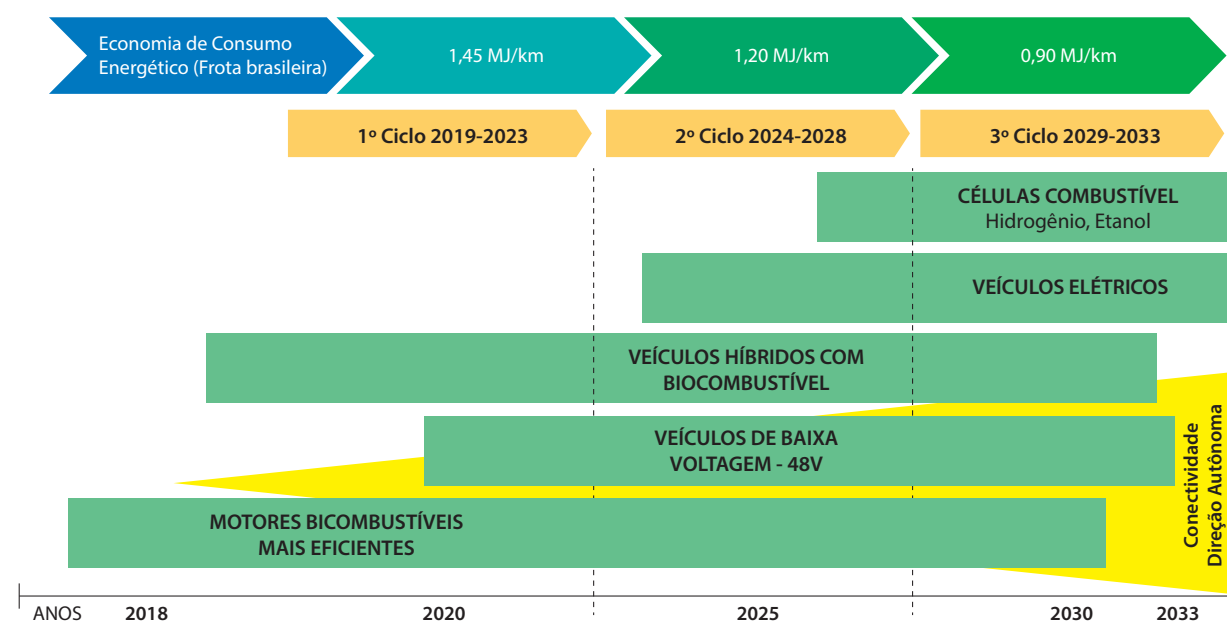 Economia de Consumo
Energético (Frota brasileira)
1,45 MJ/km
1,20 MJ/km
0,90 MJ/km
1º Ciclo 2019-2023
2º Ciclo 2024-2028
3º Ciclo 2029-2033
CÉLULAS COMBUSTÍVEL
Hidrogênio, Etanol
VEÍCULOS ELÉTRICOS
VEÍCULOS HÍBRIDOS COM
BIOCOMBUSTÍVEL
VEÍCULOS DE BAIXA
VOLTAGEM - 48V
MOTORES BICOMBUSTÍVEIS
MAIS EFICIENTES
Conectividade
Direção Autônoma
ANOS 2018 2020 2025 2030 2033